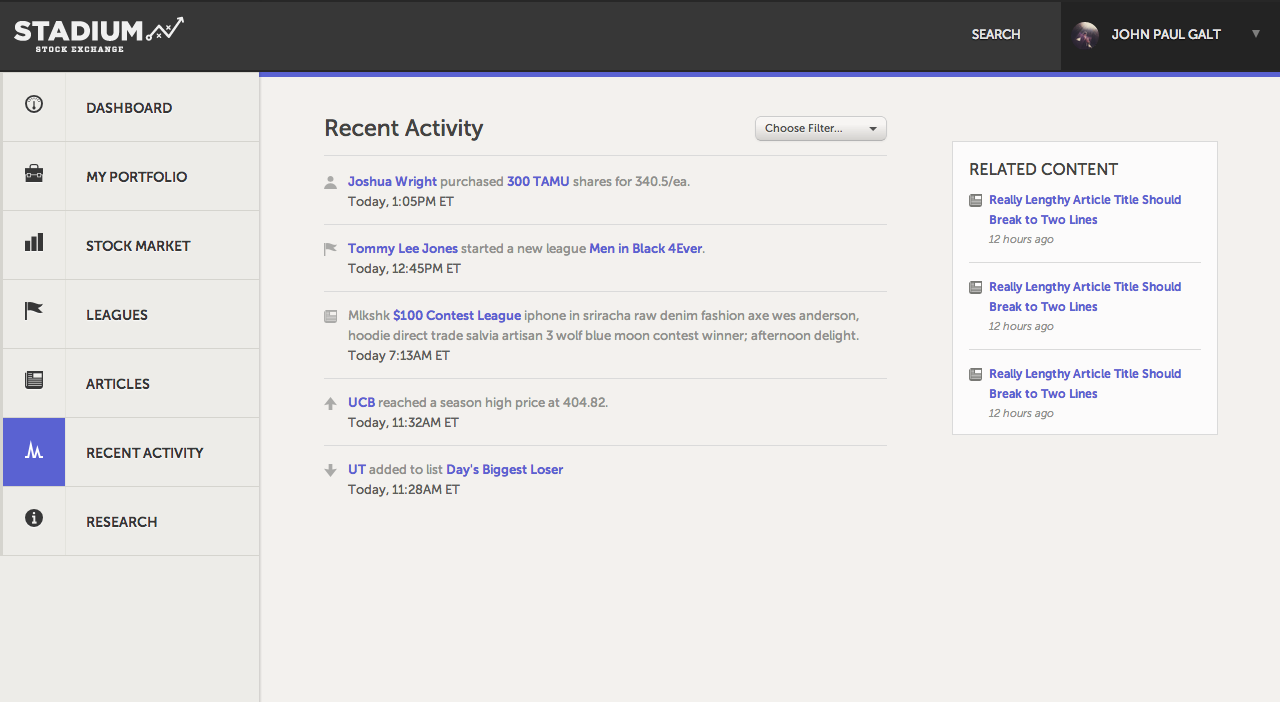 STADIUM
STOCK EXCHANGE
SEARCH
JOHN PAUL GALT
DASHBOARD
MY PORTFOLIO
STOCK MARKET
LEAGUES
ARTICLES
RECENT ACTIVITY
RESEARCH
Recent Activity
Choose Filter...
Joshua Wright purchased 300 TAMU shares for 340.5/ea.
Today, 1:05PM ET
Tommy Lee Jones started a new league Men in Black 4Ever.
Today, 12:45PM ET
Mlkshk $100 Contest League iphone in sriracha raw denim fashion axe wes anderson,
hoodie direct trade salvia artisan 3 wolf blue moon contest winner; afternoon delight.
Today 7:13AM ET
UCB reached a season high price at 404.82.
Today, 11:32AM ET
UT added to list Day's Biggest Loser
Today, 11:28AM ET
RELATED CONTENT
Really Lengthy Article Title Should
Break to Two Lines
12 hours ago
Really Lengthy Article Title Should
Break to Two Lines
12 hours ago
Really Lengthy Article Title Should
Break to Two Lines
12 hours ago